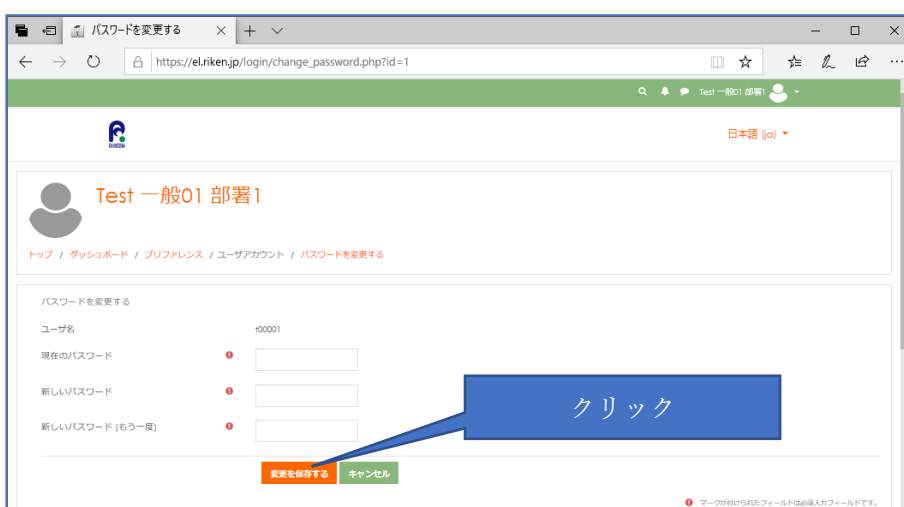 パスワードを変更する
https://el.riken.jp/login/change_password.php?id=1
Test 一般01 部署1
RIKEN
日本語 (ja)
Test 一般01 部署1
トップ / ダッシュボード / プリファレンス / ユーザアカウント / パスワードを変更する
パスワードを変更する
ユーザ名 t00001
現在のパスワード
新しいパスワード
新しいパスワード (もう一度)
クリック
変更を保存する キャンセル
マークが付けられたフィールドは必須入力フィールドです。